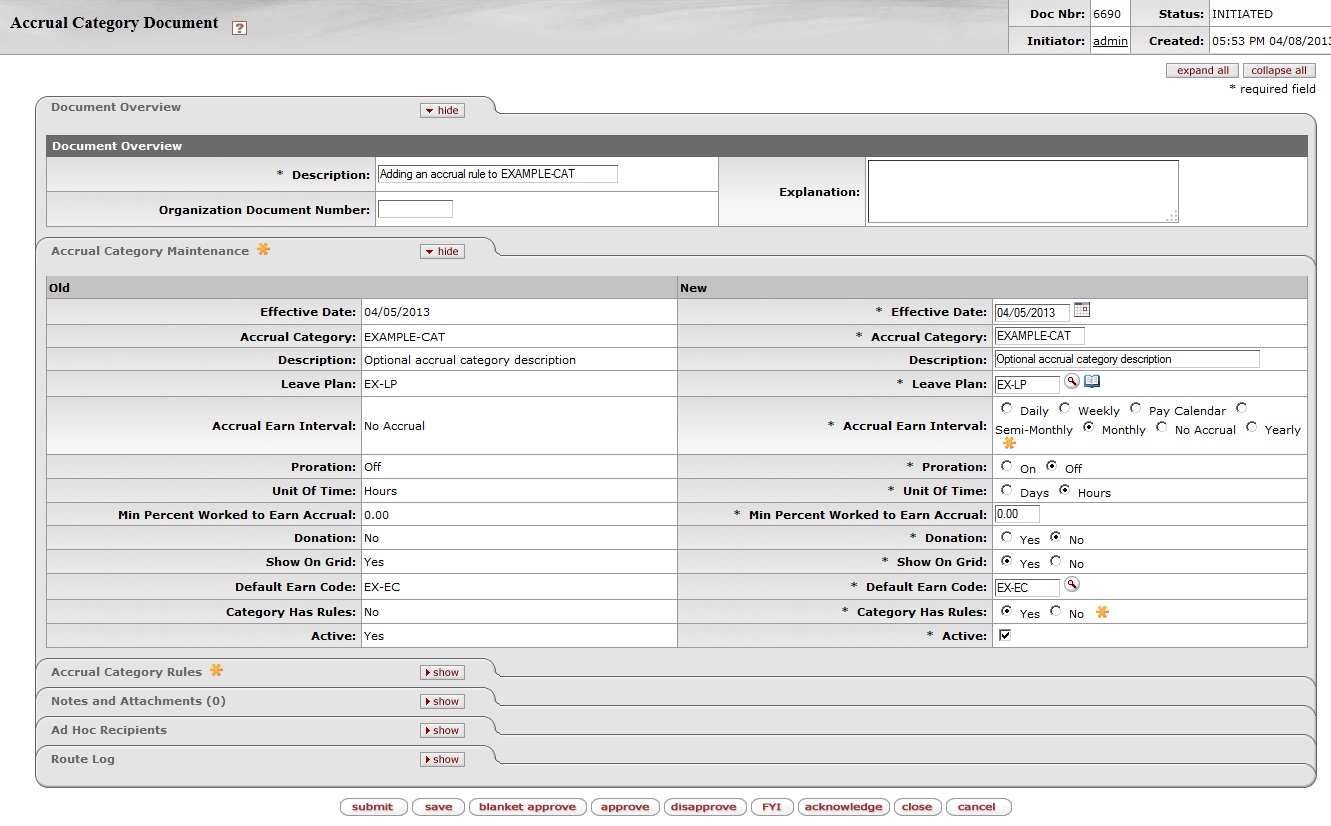 Accrual Category Document ?
Doc Nbr: 6690 Status: INITIATED
Initiator: admin Created: 05:53 PM 04/08/2013
expand all collapse all
* required field
Document Overview hide
Document Overview
* Description: Adding an accrual rule to EXAMPLE-CAT
Explanation:
Organization Document Number:
Accrual Category Maintenance hide
Old New
Effective Date: 04/05/2013 * Effective Date: 04/05/2013
Accrual Category: EXAMPLE-CAT * Accrual Category: EXAMPLE-CAT
Description: Optional accrual category description Description: Optional accrual category description
Leave Plan: EX-LP * Leave Plan: EX-LP
Accrual Earn Interval: No Accrual * Accrual Earn Interval: Daily Weekly Pay Calendar
Semi-Monthly Monthly No Accrual Yearly
Proration: Off * Proration: On Off
Unit Of Time: Hours * Unit Of Time: Days Hours
Min Percent Worked to Earn Accrual: 0.00 * Min Percent Worked to Earn Accrual: 0.00
Donation: No * Donation: Yes No
Show On Grid: Yes * Show On Grid: Yes No
Default Earn Code: EX-EC * Default Earn Code: EX-EC
Category Has Rules: No * Category Has Rules: Yes No
Active: Yes * Active:
Accrual Category Rules show
Notes and Attachments (0) show
Ad Hoc Recipients show
Route Log show
submit save blanket approve approve disapprove FYI acknowledge close cancel